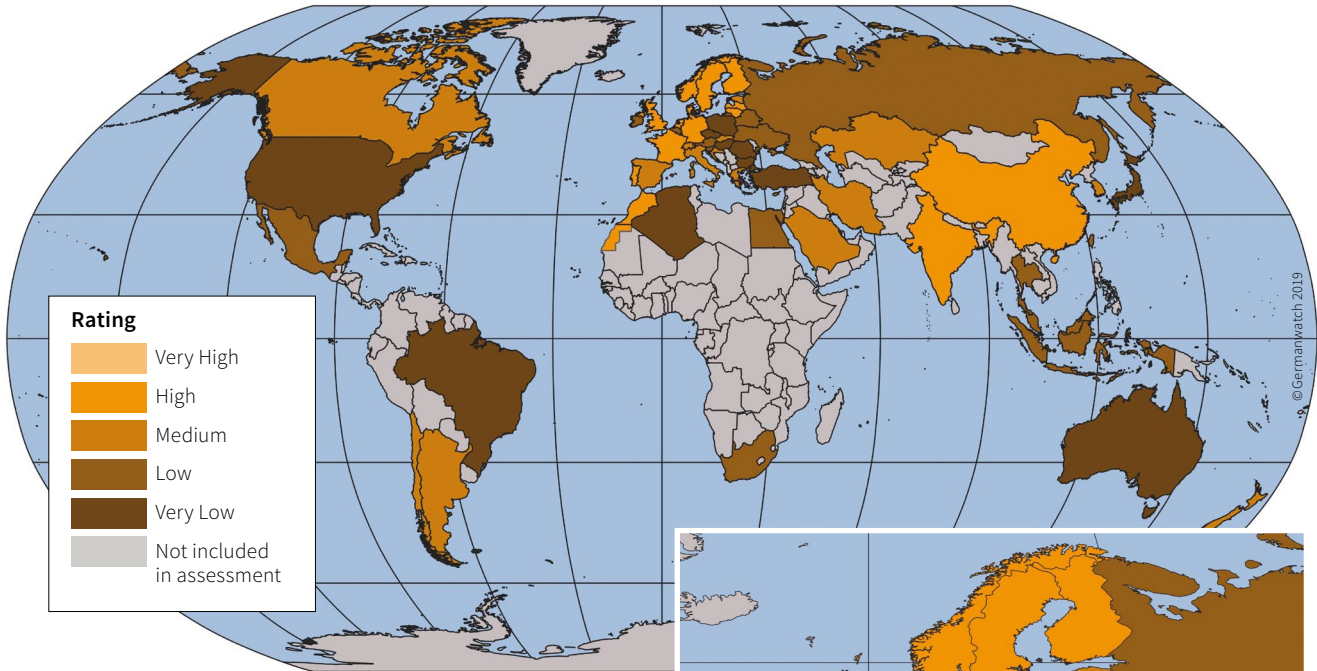 Rating
Very High
High
Medium
Low
Very Low
Not included
in assessment
©Germanwatch 2019